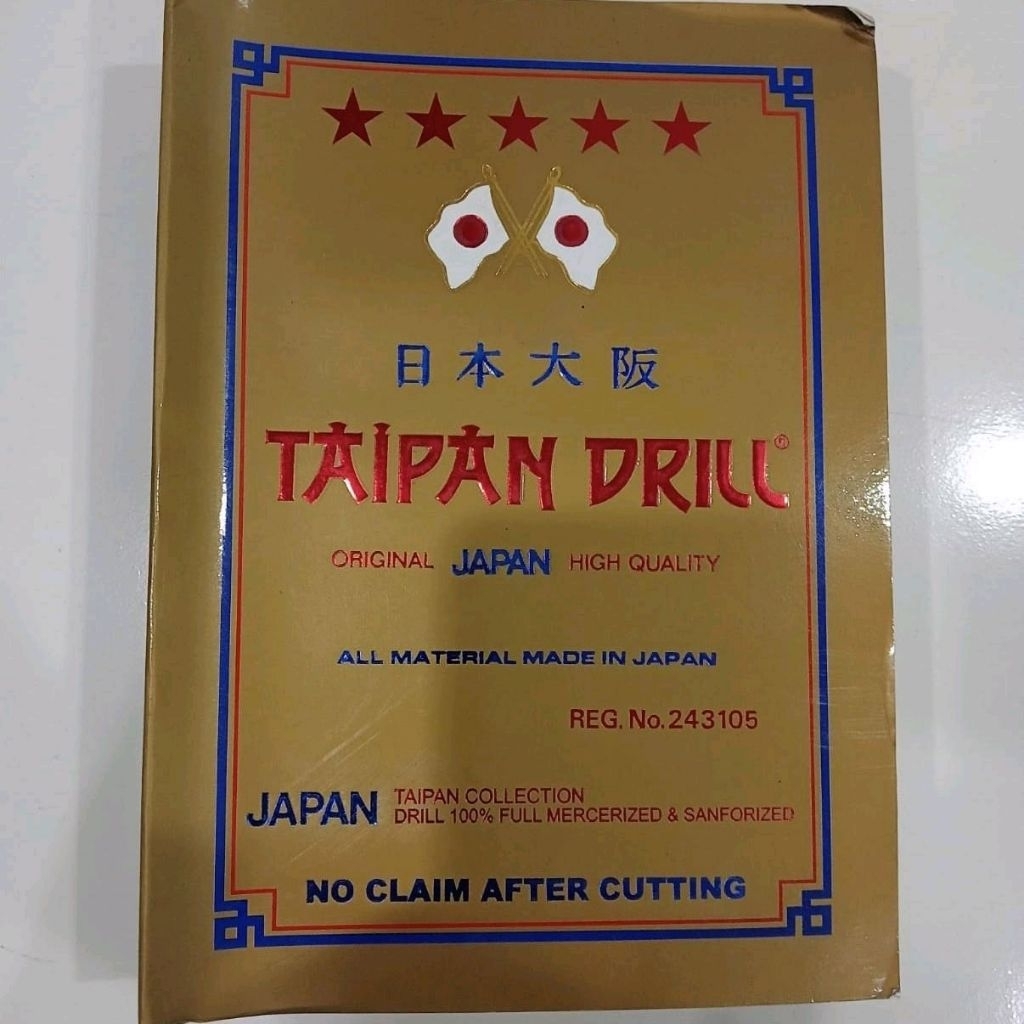 日本大阪
TAIPAN DRILL®
ORIGINAL JAPAN HIGH QUALITY
ALL MATERIAL MADE IN JAPAN
REG. No. 243105
JAPAN TAIPAN COLLECTION
DRILL 100% FULL MERCERIZED & SANFORIZED
NO CLAIM AFTER CUTTING